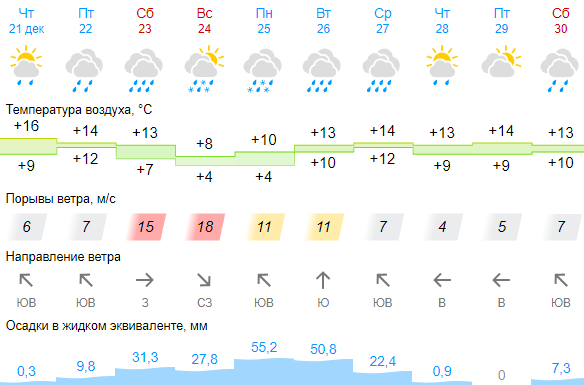 Чт Пт Сб Вс Пн Вт Ср Чт Пт Сб
21 дек 22 23 24 25 26 27 28 29 30
Температура воздуха, °C
+16 +14 +13 +8 +10 +13 +14 +13 +14 +13
+9 +12 +7 +4 +4 +10 +12 +9 +9 +10
Порывы ветра, м/с
6 7 15 18 11 11 7 4 5 7
Направление ветра
ЮВ ЮВ З СЗ ЮВ Ю ЮВ В В ЮВ
Осадки в жидком эквиваленте, мм
0,3 9,8 31,3 27,8 55,2 50,8 22,4 0,9 0 7,3